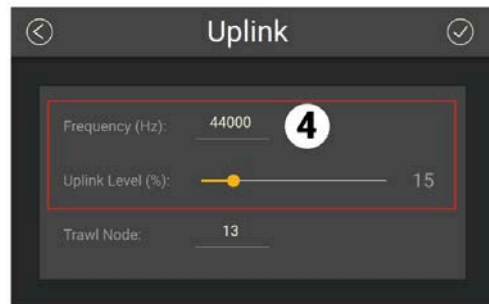 Uplink
Frequency (Hz): 44000 4
Uplink Level (%): 15
Trawl Node: 13